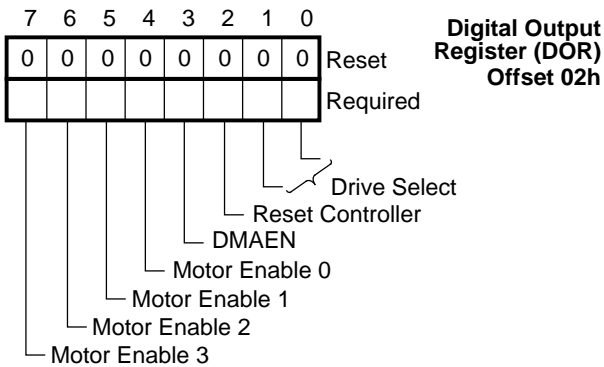 7 6 5 4 3 2 1 0
Digital Output
Register (DOR)
Offset 02h
0 0 0 0 0 0 0 0 Reset
Required
Drive Select
Reset Controller
DMAEN
Motor Enable 0
Motor Enable 1
Motor Enable 2
Motor Enable 3